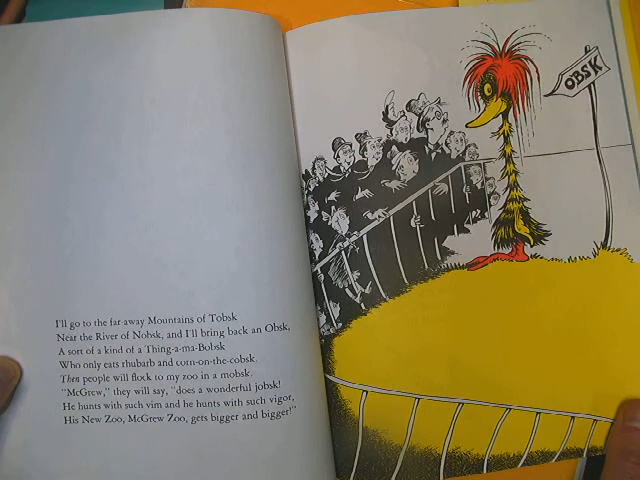 I'll go to the far-away Mountains of Tobsk
Near the River of Nobsk, and I'll bring back an Obsk,
A sort of a kind of a Thing-a-ma-Bobsk
Who only eats rhubarb and corn-on-the-cobsk.
Then people will flock to my zoo in a mobsk.
"McGrew," they will say, "does a wonderful jobsk!
He hunts with such vim and he hunts with such vigor,
His New Zoo, McGrew Zoo, gets bigger and bigger!"
OBSK